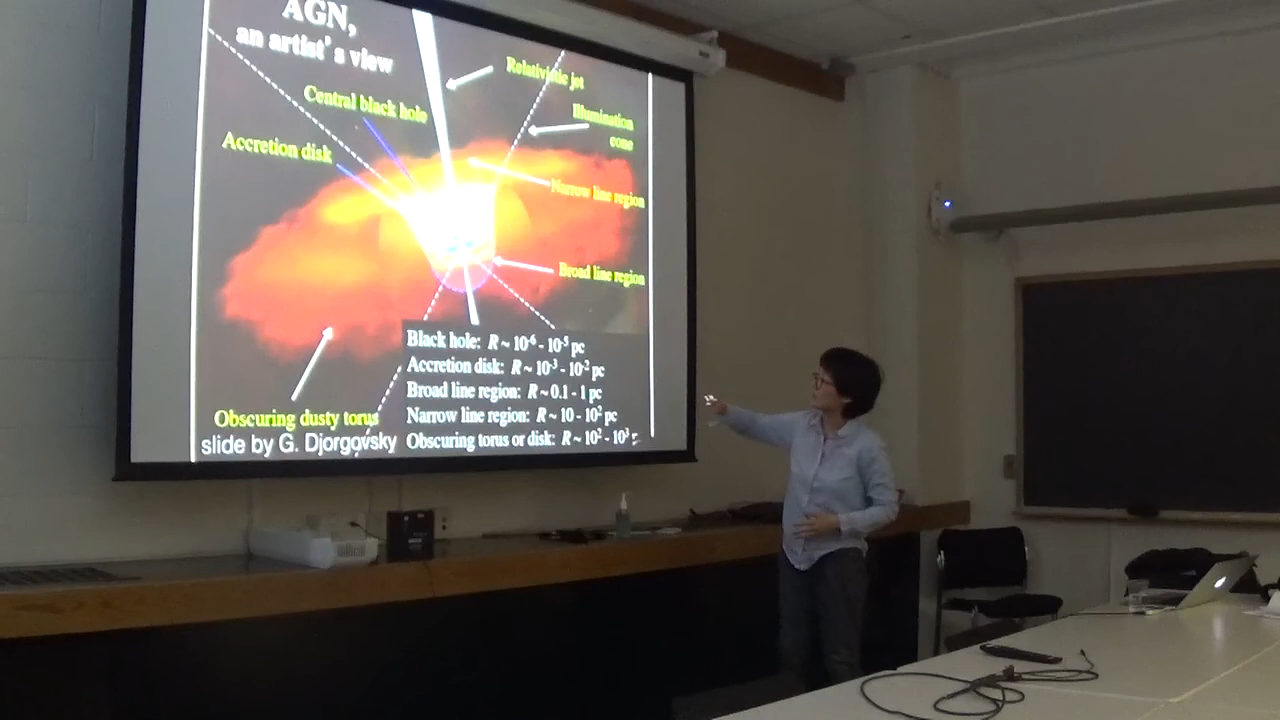 AGN,
an artist's view
Relativistic jet
Central black hole
Illumination
cone
Accretion disk
Narrow line region
Broad line region
Black hole: R ~ 10⁻⁶ - 10⁻⁵ pc
Accretion disk: R ~ 10⁻³ - 10⁻² pc
Broad line region: R ~ 0.1 - 1 pc
Narrow line region: R ~ 10 - 10² pc
Obscuring torus or disk: R ~ 10² - 10³
Obscuring dusty torus
slide by G. Djorgovsky